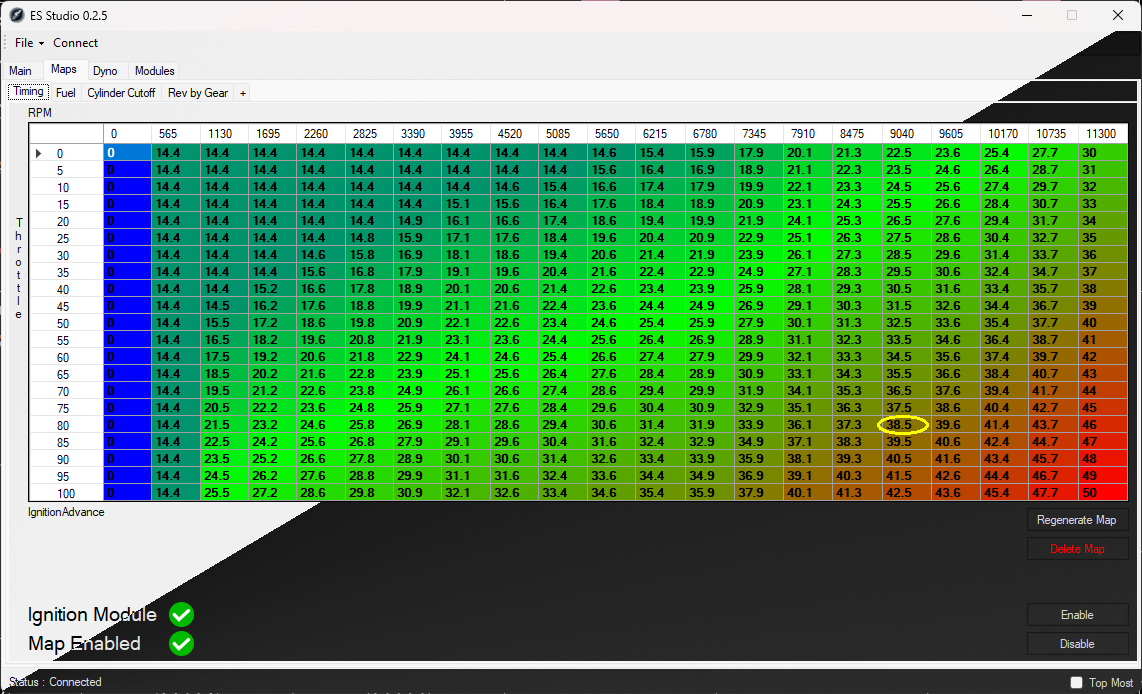 ES Studio 0.2.5
File Connect
Main Maps Dyno Modules
Timing Fuel Cylinder Cutoff Rev by Gear +
RPM
0 565 1130 1695 2260 2825 3390 3955 4520 5085 5650 6215 6780 7345 7910 8475 9040 9605 10170 10735 11300
0 0 14.4 14.4 14.4 14.4 14.4 14.4 14.4 14.4 14.4 14.6 15.4 15.9 17.9 20.1 21.3 22.5 23.6 25.4 27.7 30
5 0 14.4 14.4 14.4 14.4 14.4 14.4 14.4 14.4 14.4 15.6 16.4 16.9 18.9 21.1 22.3 23.5 24.6 26.4 28.7 31
10 0 14.4 14.4 14.4 14.4 14.4 14.4 14.4 14.6 15.4 16.6 17.4 17.9 19.9 22.1 23.3 24.5 25.6 27.4 29.7 32
15 0 14.4 14.4 14.4 14.4 14.4 14.4 15.1 15.6 16.4 17.6 18.4 18.9 20.9 23.1 24.3 25.5 26.6 28.4 30.7 33
20 0 14.4 14.4 14.4 14.4 14.4 14.9 16.1 16.6 17.4 18.6 19.4 19.9 21.9 24.1 25.3 26.5 27.6 29.4 31.7 34
25 0 14.4 14.4 14.4 14.4 14.8 15.9 17.1 17.6 18.4 19.6 20.4 20.9 22.9 25.1 26.3 27.5 28.6 30.4 32.7 35
30 0 14.4 14.4 14.4 14.6 15.8 16.9 18.1 18.6 19.4 20.6 21.4 21.9 23.9 26.1 27.3 28.5 29.6 31.4 33.7 36
35 0 14.4 14.4 14.4 15.6 16.8 17.9 19.1 19.6 20.4 21.6 22.4 22.9 24.9 27.1 28.3 29.5 30.6 32.4 34.7 37
40 0 14.4 14.4 15.2 16.6 17.8 18.9 20.1 20.6 21.4 22.6 23.4 23.9 25.9 28.1 29.3 30.5 31.6 33.4 35.7 38
45 0 14.4 14.5 16.2 17.6 18.8 19.9 21.1 21.6 22.4 23.6 24.4 24.9 26.9 29.1 30.3 31.5 32.6 34.4 36.7 39
50 0 14.4 15.5 17.2 18.6 19.8 20.9 22.1 22.6 23.4 24.6 25.4 25.9 27.9 30.1 31.3 32.5 33.6 35.4 37.7 40
55 0 14.4 16.5 18.2 19.6 20.8 21.9 23.1 23.6 24.4 25.6 26.4 26.9 28.9 31.1 32.3 33.5 34.6 36.4 38.7 41
60 0 14.4 17.5 19.2 20.6 21.8 22.9 24.1 24.6 25.4 26.6 27.4 27.9 29.9 32.1 33.3 34.5 35.6 37.4 39.7 42
65 0 14.4 18.5 20.2 21.6 22.8 23.9 25.1 25.6 26.4 27.6 28.4 28.9 30.9 33.1 34.3 35.5 36.6 38.4 40.7 43
70 0 14.4 19.5 21.2 22.6 23.8 24.9 26.1 26.6 27.4 28.6 29.4 29.9 31.9 34.1 35.3 36.5 37.6 39.4 41.7 44
75 0 14.4 20.5 22.2 23.6 24.8 25.9 27.1 27.6 28.4 29.6 30.4 30.9 32.9 35.1 36.3 37.5 38.6 40.4 42.7 45
80 0 14.4 21.5 23.2 24.6 25.8 26.9 28.1 28.6 29.4 30.6 31.4 31.9 33.9 36.1 37.3 38.5 39.6 41.4 43.7 46
85 0 14.4 22.5 24.2 25.6 26.8 27.9 29.1 29.6 30.4 31.6 32.4 32.9 34.9 37.1 38.3 39.5 40.6 42.4 44.7 47
90 0 14.4 23.5 25.2 26.6 27.8 28.9 30.1 30.6 31.4 32.6 33.4 33.9 35.9 38.1 39.3 40.5 41.6 43.4 45.7 48
95 0 14.4 24.5 26.2 27.6 28.8 29.9 31.1 31.6 32.4 33.6 34.4 34.9 36.9 39.1 40.3 41.5 42.6 44.4 46.7 49
100 0 14.4 25.5 27.2 28.6 29.8 30.9 32.1 32.6 33.4 34.6 35.4 35.9 37.9 40.1 41.3 42.5 43.6 45.4 47.7 50
Throttle
IgnitionAdvance
Regenerate Map
Delete Map
Ignition Module
Enable
Map Enabled
Disable
Status : Connected
Top Most